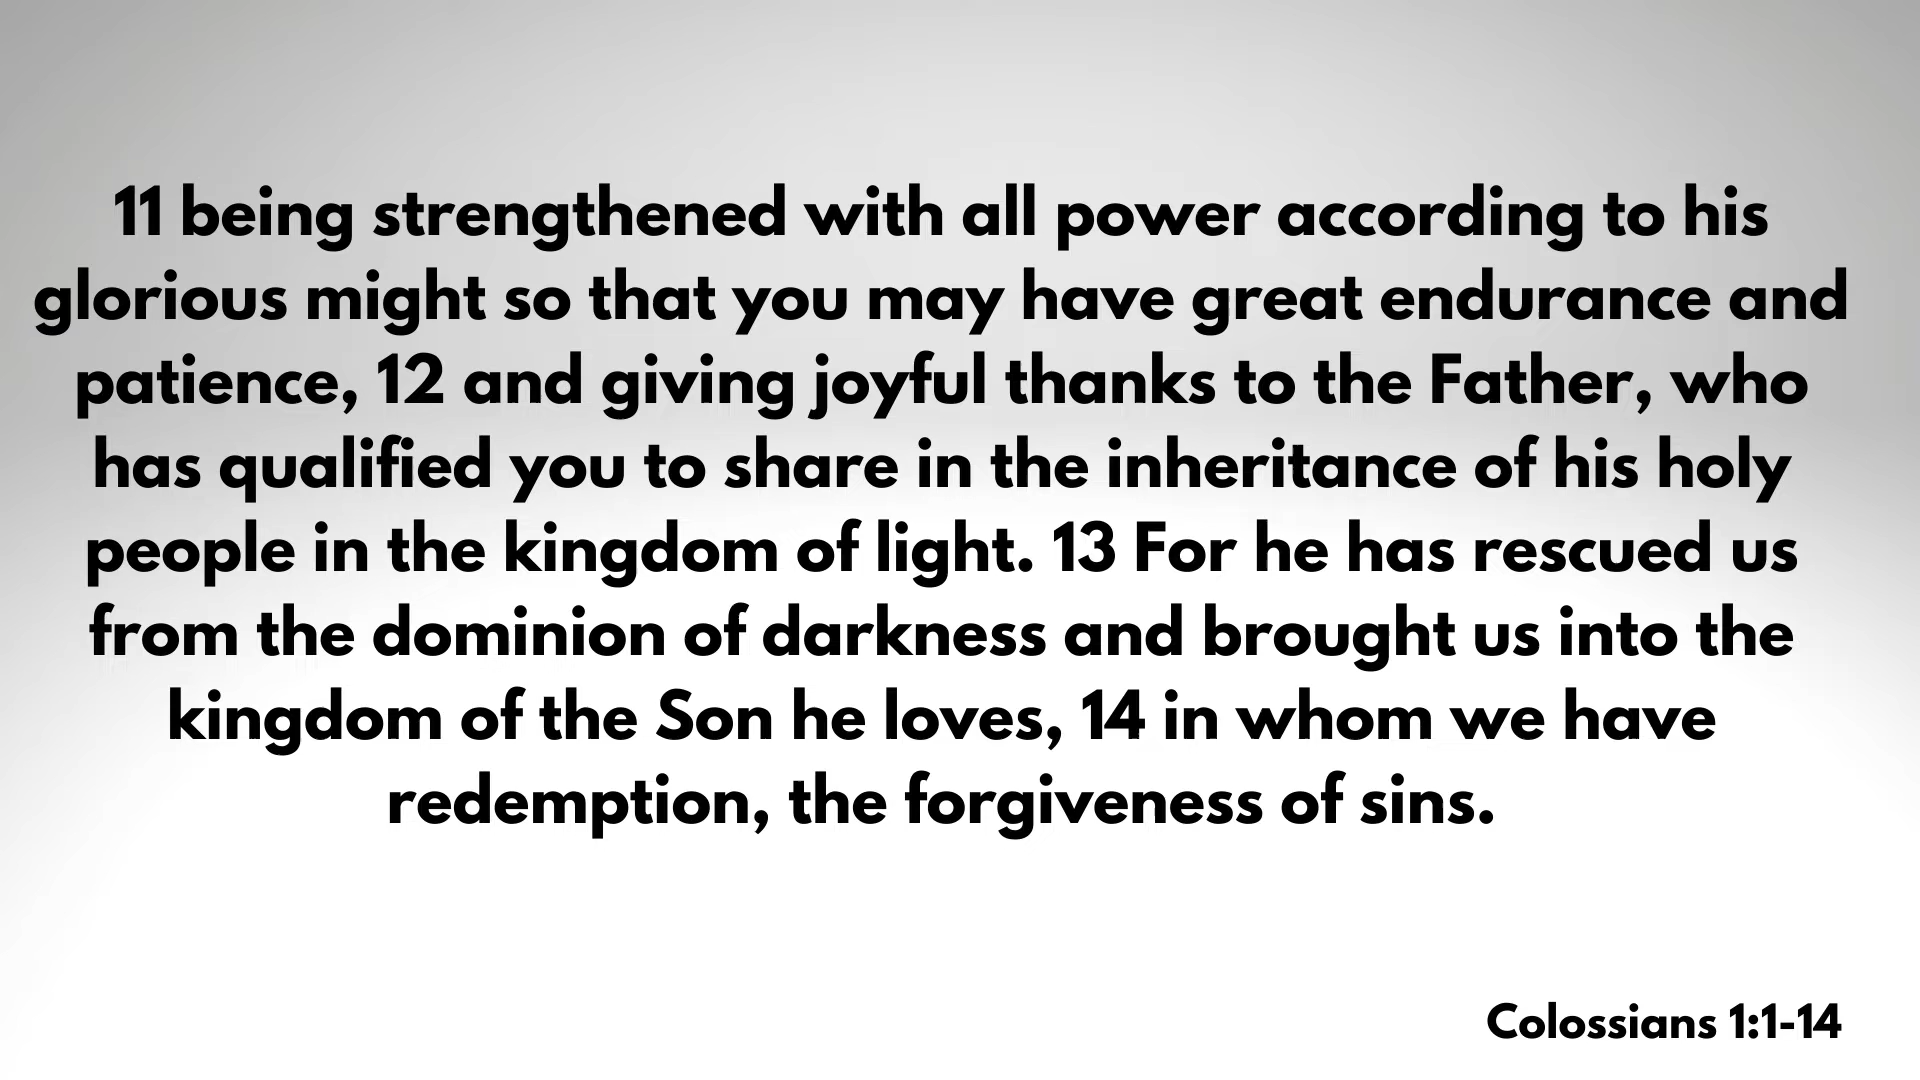 11 being strengthened with all power according to his
glorious might so that you may have great endurance and
patience, 12 and giving joyful thanks to the Father, who
has qualified you to share in the inheritance of his holy
people in the kingdom of light. 13 For he has rescued us
from the dominion of darkness and brought us into the
kingdom of the Son he loves, 14 in whom we have
redemption, the forgiveness of sins.
Colossians 1:1-14